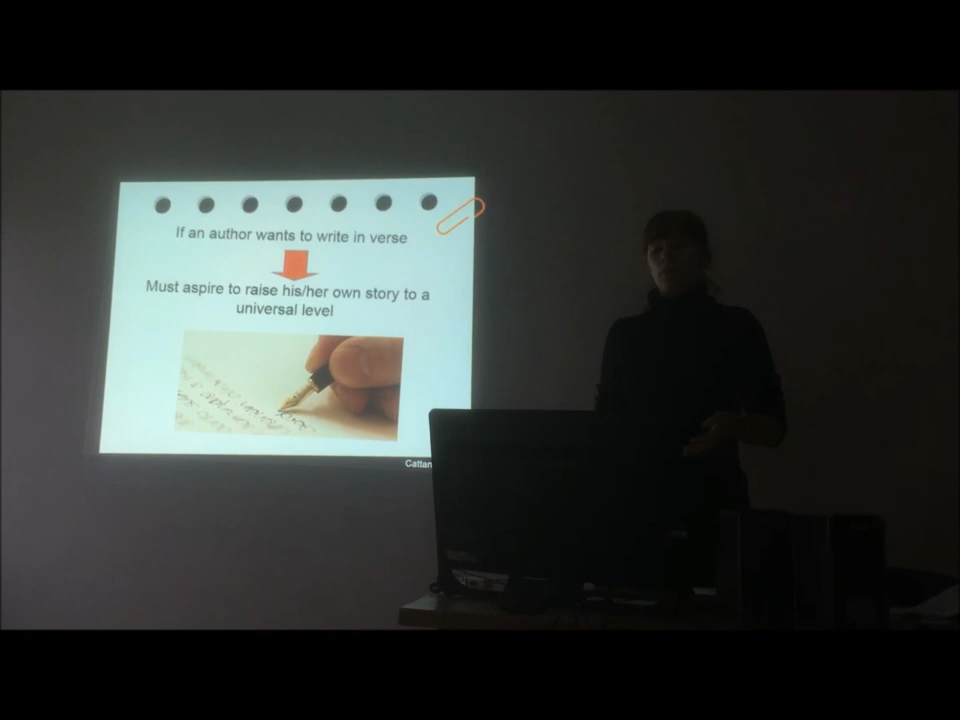 If an author wants to write in verse
Must aspire to raise his/her own story to a
universal level